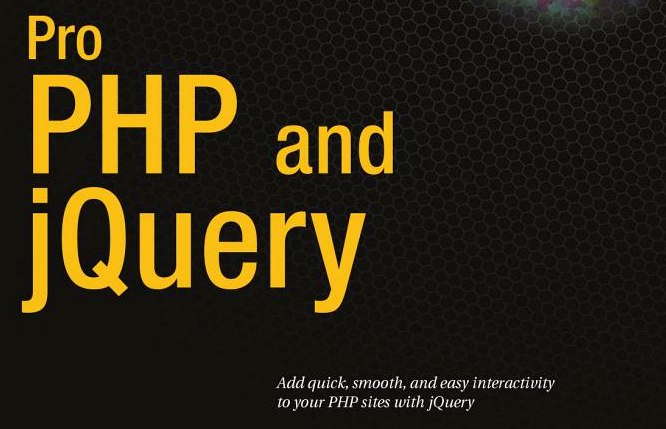 Pro
PHP and
jQuery
Add quick, smooth, and easy interactivity
to your PHP sites with jQuery